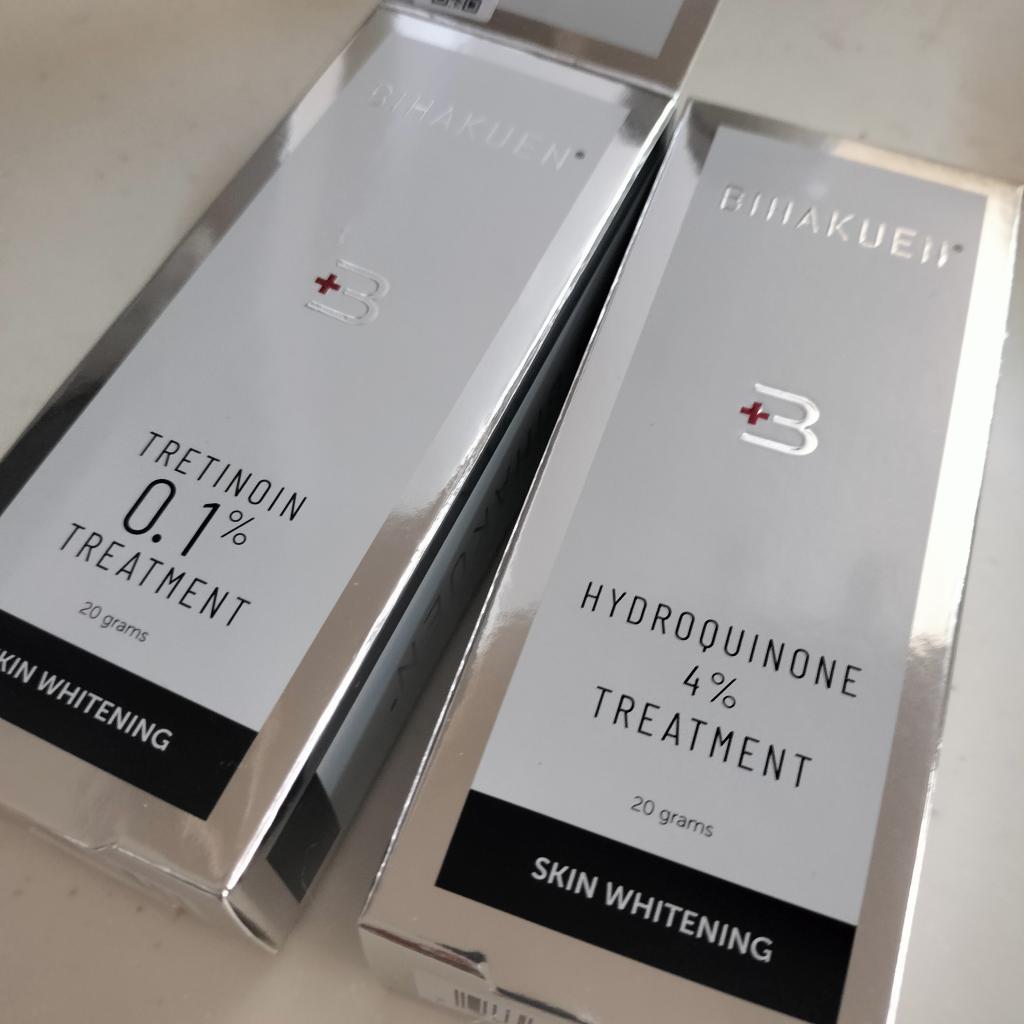 BIHAKUEN®
TRETINOIN
0.1%
TREATMENT
20 grams
SKIN WHITENING
BIHAKUEN®
HYDROQUINONE
4%
TREATMENT
20 grams
SKIN WHITENING